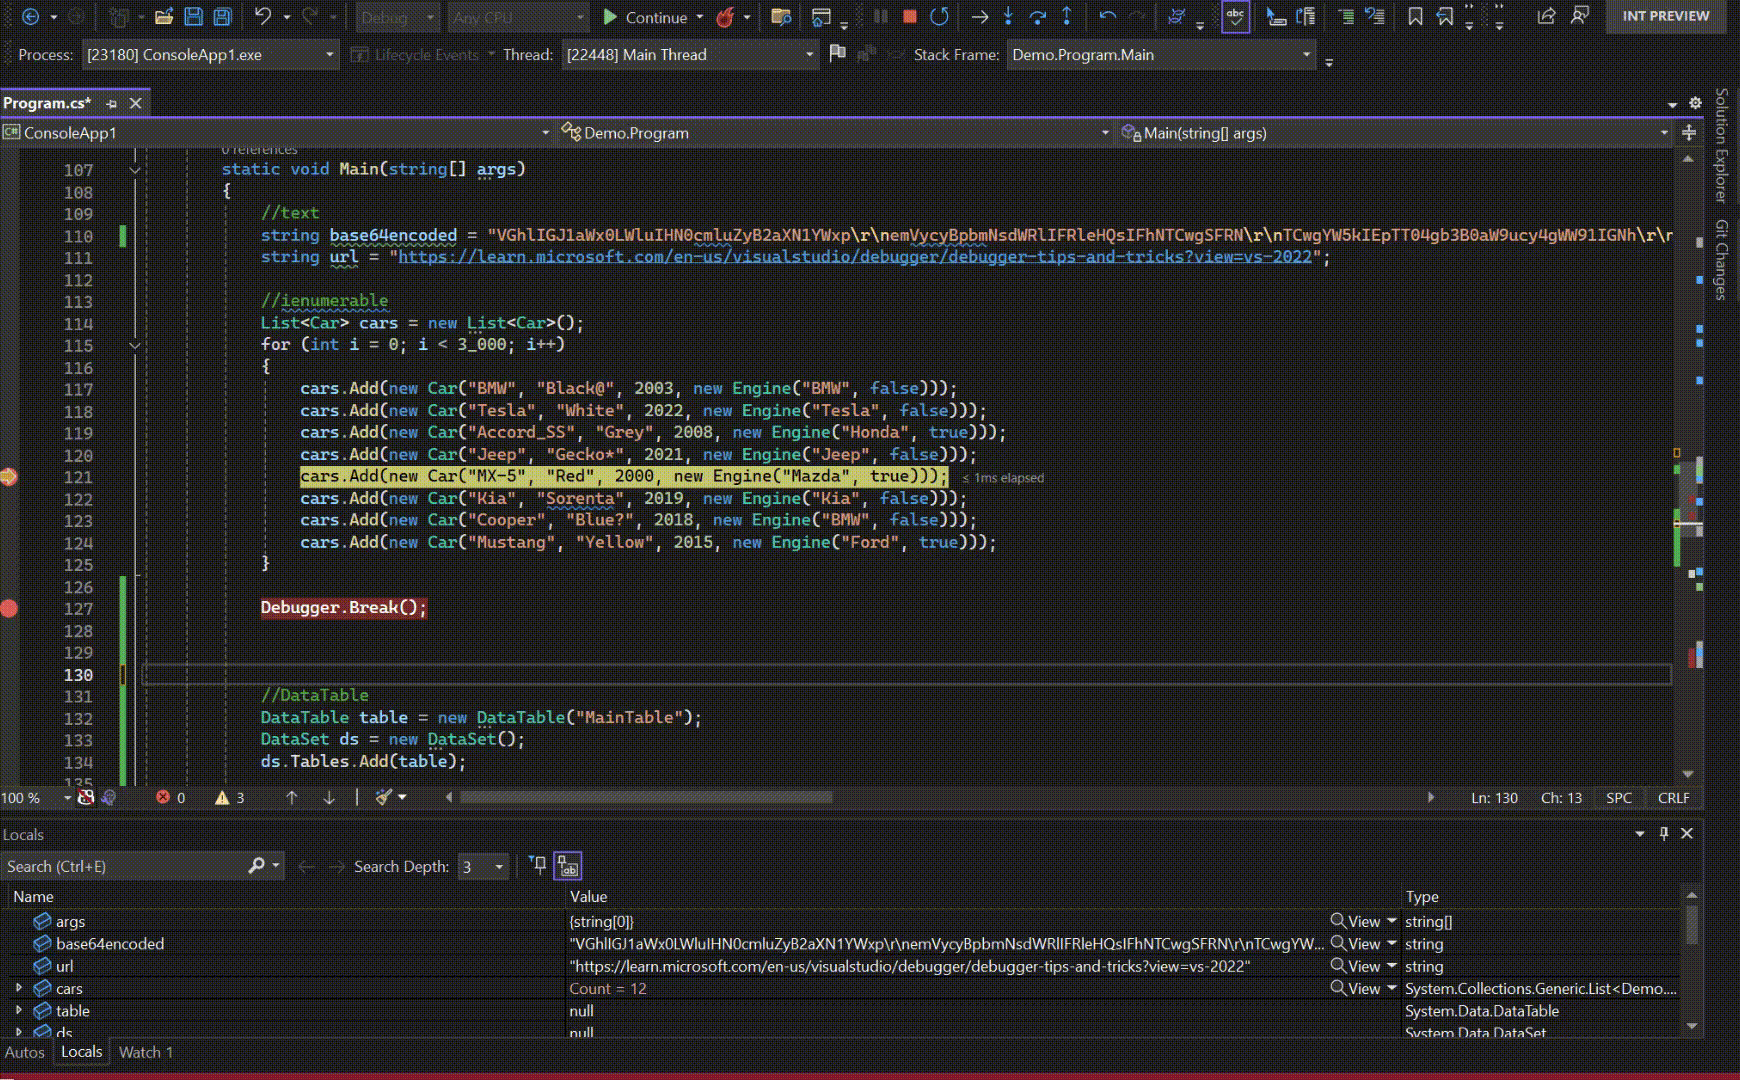 Debug Any CPU Continue abc INT PREVIEW
Process: [23180] ConsoleApp1.exe Lifecycle Events Thread: [22448] Main Thread Stack Frame: Demo.Program.Main
Program.cs*
C# ConsoleApp1 Demo.Program Main(string[] args)
Solution Explorer
Git Changes
0 references
107 static void Main(string[] args)
108 {
109 //text
110 string base64encoded = "VGhlIGJ1aWx0LWluIHN0cmluZyB2aXN1YWxp\r\nemVycyBpbmNsdWRlIFRleHQsIFhNTCwgSFRN\r\nTCwgYW5kIEpTT04gb3B0aW9ucy4gWW91IGNh\r\n
111 string url = "https://learn.microsoft.com/en-us/visualstudio/debugger/debugger-tips-and-tricks?view=vs-2022";
112
113 //ienumerable
114 List<Car> cars = new List<Car>();
115 for (int i = 0; i < 3_000; i++)
116 {
117 cars.Add(new Car("BMW", "Black@", 2003, new Engine("BMW", false)));
118 cars.Add(new Car("Tesla", "White", 2022, new Engine("Tesla", false)));
119 cars.Add(new Car("Accord_SS", "Grey", 2008, new Engine("Honda", true)));
120 cars.Add(new Car("Jeep", "Gecko*", 2021, new Engine("Jeep", false)));
121 cars.Add(new Car("MX-5", "Red", 2000, new Engine("Mazda", true))); ≤ 1ms elapsed
122 cars.Add(new Car("Kia", "Sorenta", 2019, new Engine("Kia", false)));
123 cars.Add(new Car("Cooper", "Blue?", 2018, new Engine("BMW", false)));
124 cars.Add(new Car("Mustang", "Yellow", 2015, new Engine("Ford", true)));
125 }
126
127 Debugger.Break();
128
129
130
131 //DataTable
132 DataTable table = new DataTable("MainTable");
133 DataSet ds = new DataSet();
134 ds.Tables.Add(table);
135
100 % 0 3 Ln: 130 Ch: 13 SPC CRLF
Locals
Search (Ctrl+E) Search Depth: 3
Name Value Type
args {string[0]} View string[]
base64encoded "VGhlIGJ1aWx0LWluIHN0cmluZyB2aXN1YWxp\r\nemVycyBpbmNsdWRlIFRleHQsIFhNTCwgSFRN\r\nTCwgYW... View string
url "https://learn.microsoft.com/en-us/visualstudio/debugger/debugger-tips-and-tricks?view=vs-2022" View string
cars Count = 12 View System.Collections.Generic.List<Demo....
table null System.Data.DataTable
ds null System.Data.DataSet
Autos Locals Watch 1